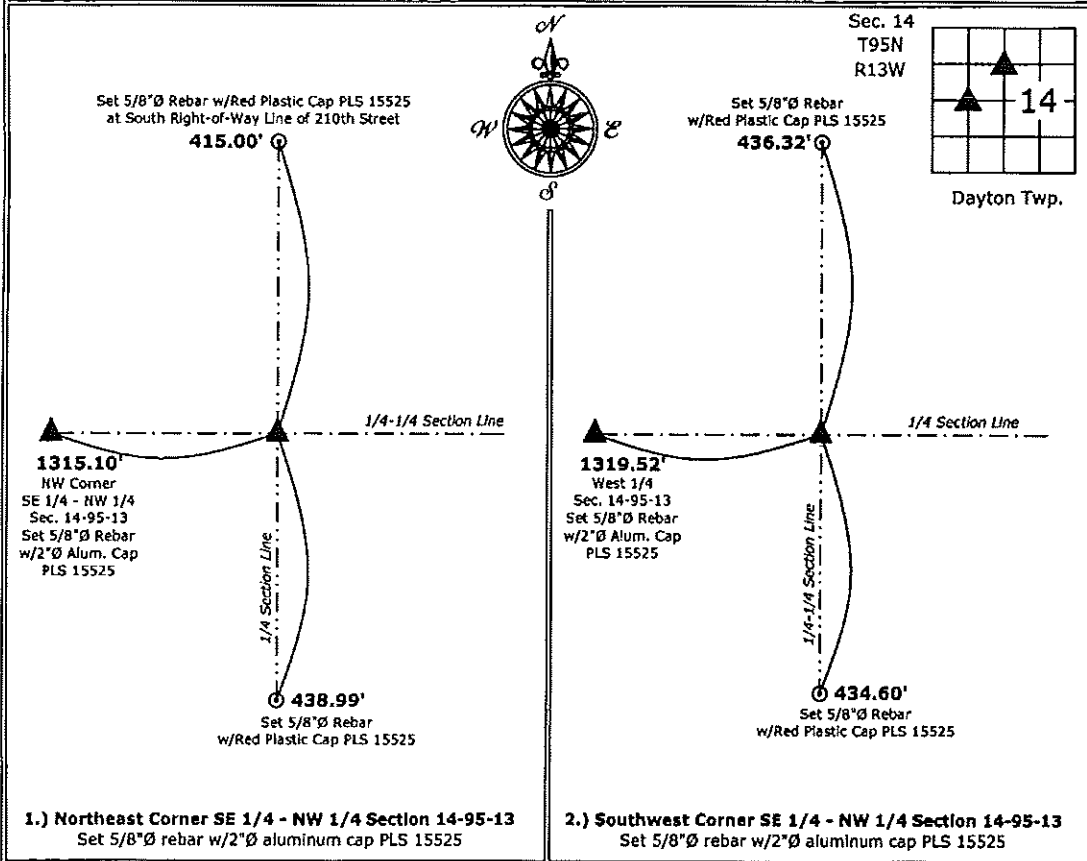 N
W
E
S
Sec. 14
T95N
R13W
14
Dayton Twp.
Set 5/8"Ø Rebar w/Red Plastic Cap PLS 15525
at South Right-of-Way Line of 210th Street
415.00'
1/4-1/4 Section Line
1315.10'
NW Corner
SE 1/4 - NW 1/4
Sec. 14-95-13
Set 5/8"Ø Rebar
w/2"Ø Alum. Cap
PLS 15525
1/4 Section Line
438.99'
Set 5/8"Ø Rebar
w/Red Plastic Cap PLS 15525
1.) Northeast Corner SE 1/4 - NW 1/4 Section 14-95-13
Set 5/8"Ø rebar w/2"Ø aluminum cap PLS 15525
Set 5/8"Ø Rebar
w/Red Plastic Cap PLS 15525
436.32'
1/4 Section Line
1319.52'
West 1/4
Sec. 14-95-13
Set 5/8"Ø Rebar
w/2"Ø Alum. Cap
PLS 15525
1/4-1/4 Section Line
434.60'
Set 5/8"Ø Rebar
w/Red Plastic Cap PLS 15525
2.) Southwest Corner SE 1/4 - NW 1/4 Section 14-95-13
Set 5/8"Ø rebar w/2"Ø aluminum cap PLS 15525